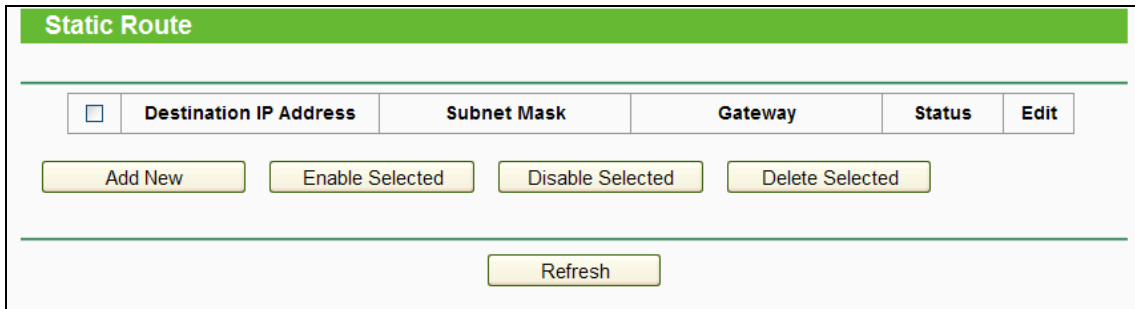 Static Route
Destination IP Address Subnet Mask Gateway Status Edit
Add New Enable Selected Disable Selected Delete Selected
Refresh